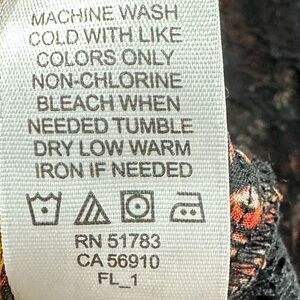 MACHINE WASH
COLD WITH LIKE
COLORS ONLY
NON-CHLORINE
BLEACH WHEN
NEEDED TUMBLE
DRY LOW WARM
IRON IF NEEDED
RN 51783
CA 56910
FL_1